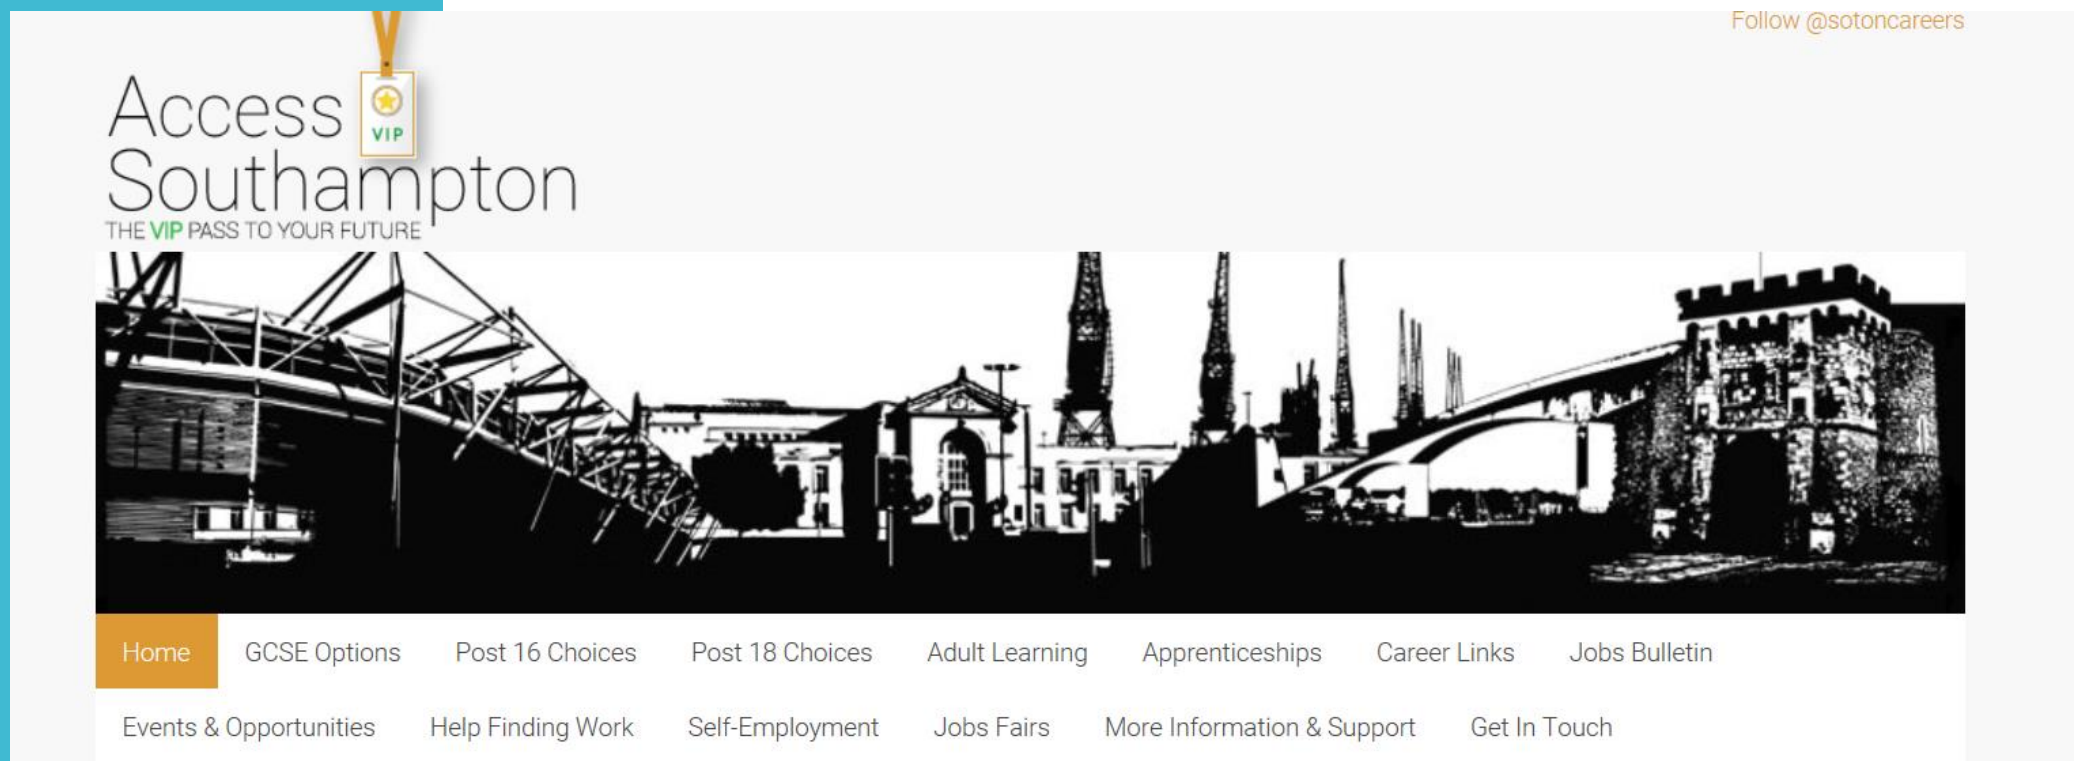 Follow @sotoncareers
Access
VIP
Southampton
THE VIP PASS TO YOUR FUTURE
Home GCSE Options Post 16 Choices Post 18 Choices Adult Learning Apprenticeships Career Links Jobs Bulletin
Events & Opportunities Help Finding Work Self-Employment Jobs Fairs More Information & Support Get In Touch